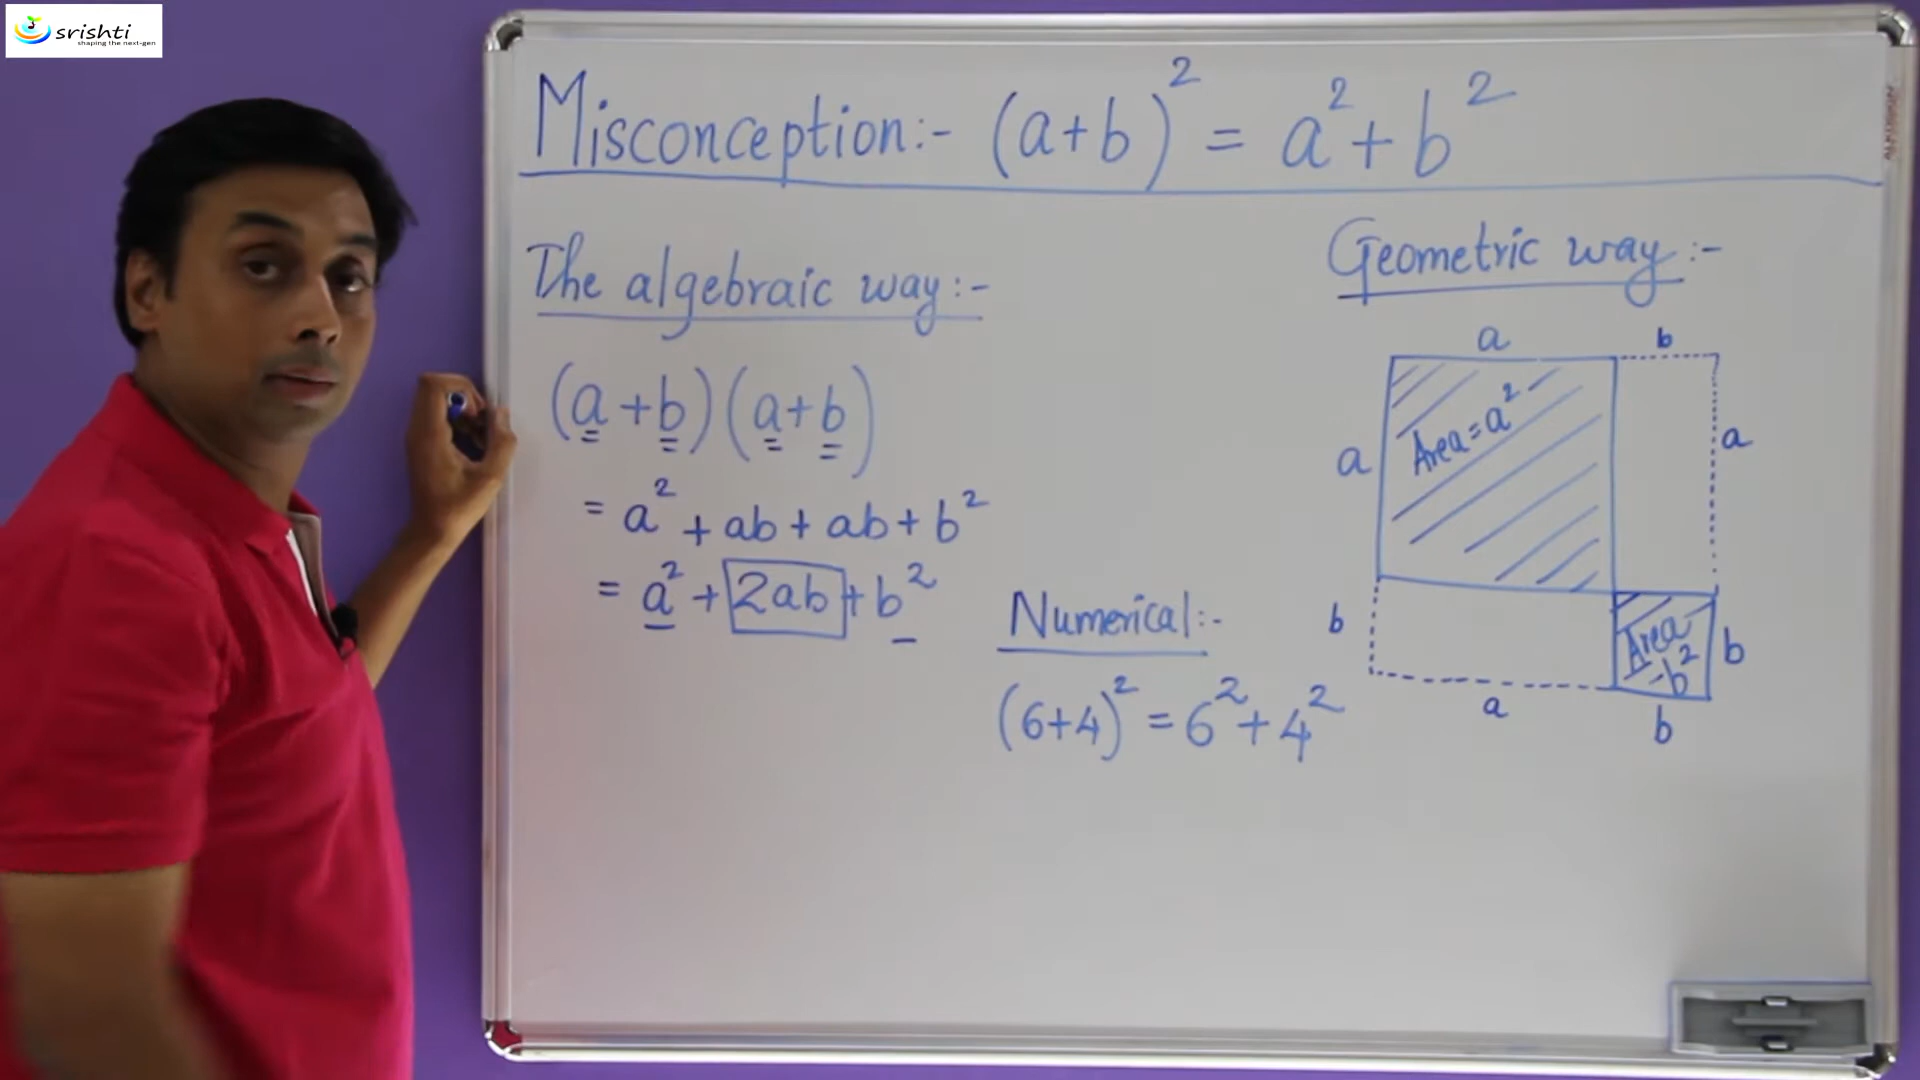 srishti
shaping the next-gen
Misconception:- (a+b)² = a² + b²
The algebraic way:-
(a+b)(a+b)
= a² + ab + ab + b²
= a² + 2ab + b²
Numerical:-
(6+4)² = 6² + 4²
Geometric way:-
a b
a Area=a² a
b Area =b² b
a b